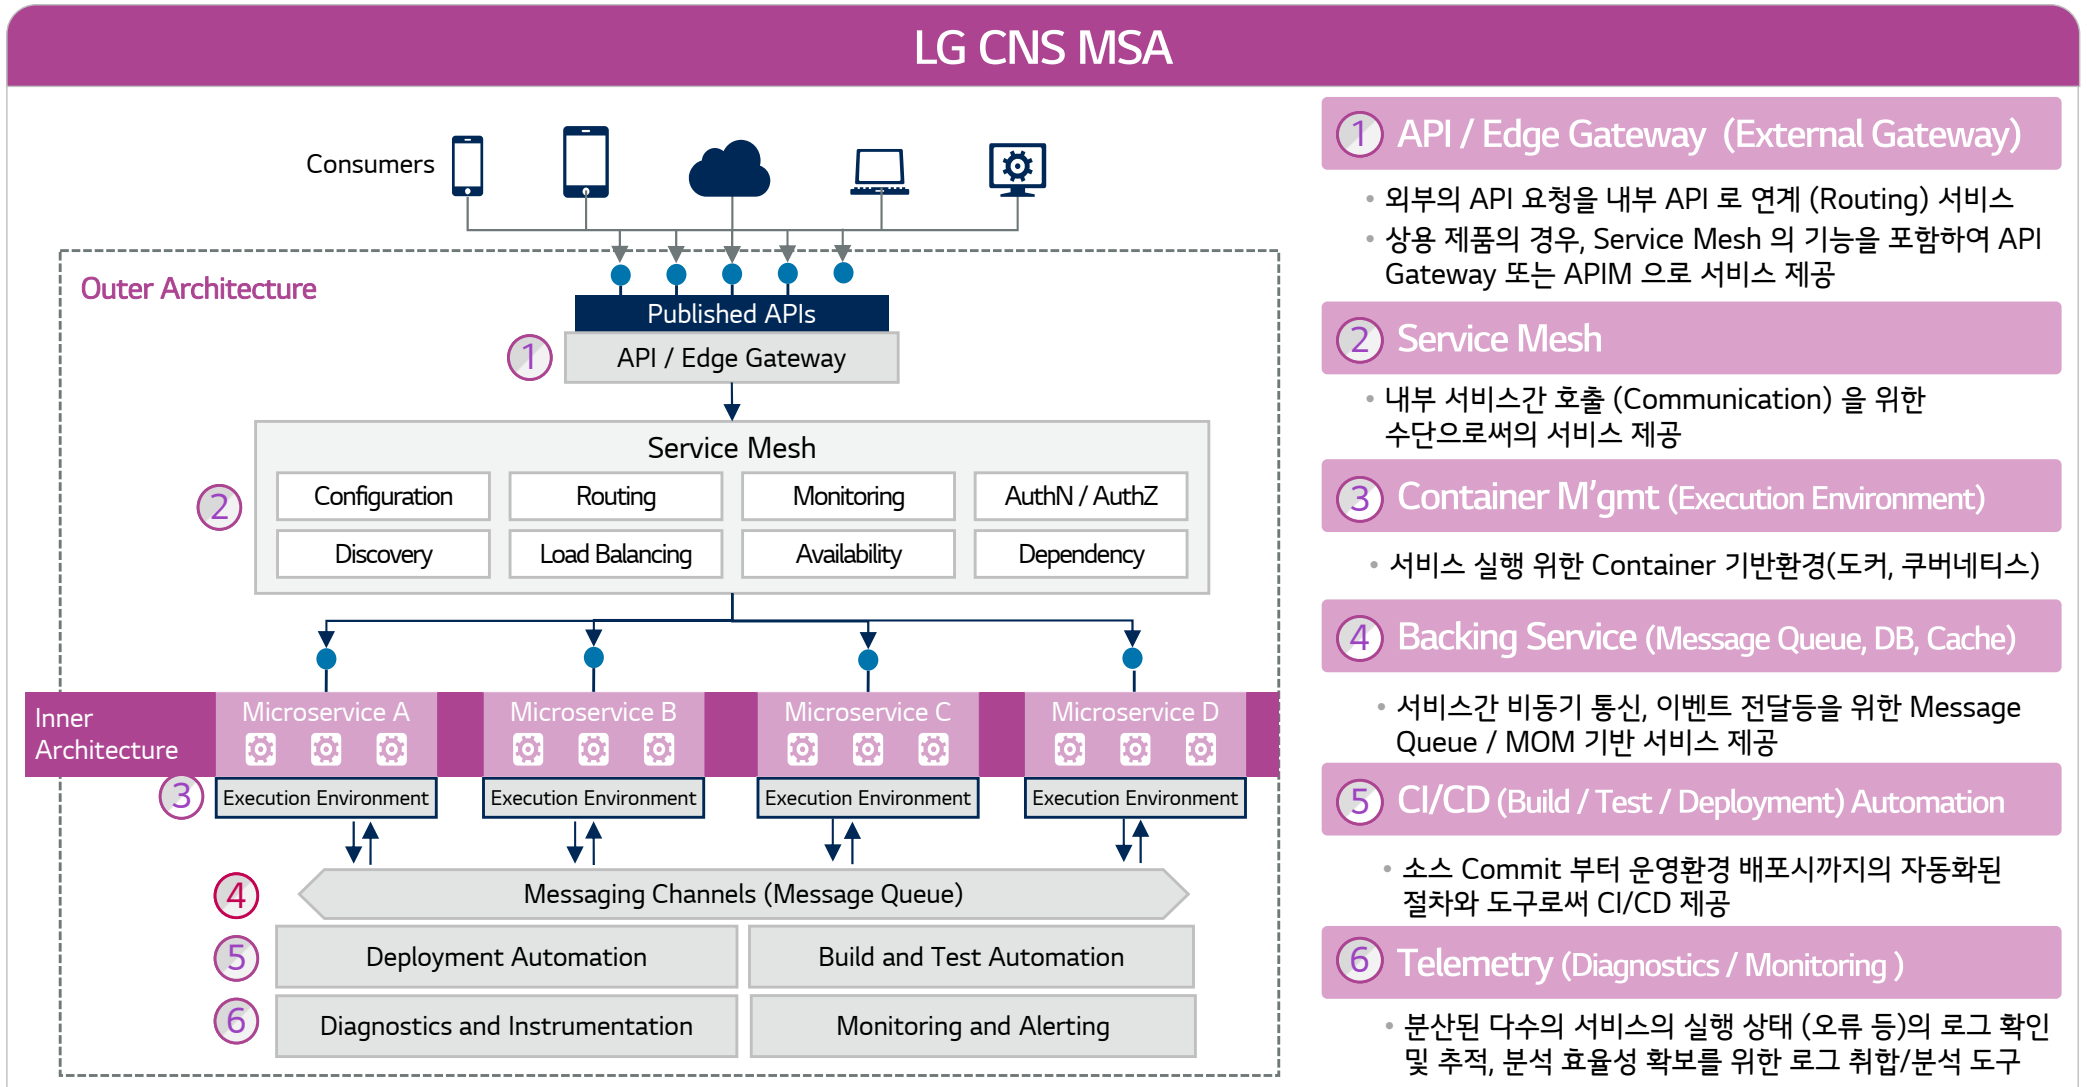 LG CNS MSA
Consumers
Outer Architecture
Published APIs
1
API / Edge Gateway
Service Mesh
2
Configuration
Routing
Monitoring
AuthN / AuthZ
Discovery
Load Balancing
Availability
Dependency
Inner
Architecture
Microservice A
Microservice B
Microservice C
Microservice D
3
Execution Environment
Execution Environment
Execution Environment
Execution Environment
4
Messaging Channels (Message Queue)
5
Deployment Automation
Build and Test Automation
6
Diagnostics and Instrumentation
Monitoring and Alerting
1 API / Edge Gateway (External Gateway)
• 외부의 API 요청을 내부 API 로 연계 (Routing) 서비스
• 상용 제품의 경우, Service Mesh 의 기능을 포함하여 API
Gateway 또는 APIM 으로 서비스 제공
2 Service Mesh
• 내부 서비스간 호출 (Communication) 을 위한
수단으로써의 서비스 제공
3 Container M’gmt (Execution Environment)
• 서비스 실행 위한 Container 기반환경(도커, 쿠버네티스)
4 Backing Service (Message Queue, DB, Cache)
• 서비스간 비동기 통신, 이벤트 전달등을 위한 Message
Queue / MOM 기반 서비스 제공
5 CI/CD (Build / Test / Deployment) Automation
• 소스 Commit 부터 운영환경 배포시까지의 자동화된
절차와 도구로써 CI/CD 제공
6 Telemetry (Diagnostics / Monitoring )
• 분산된 다수의 서비스의 실행 상태 (오류 등)의 로그 확인
및 추적, 분석 효율성 확보를 위한 로그 취합/분석 도구